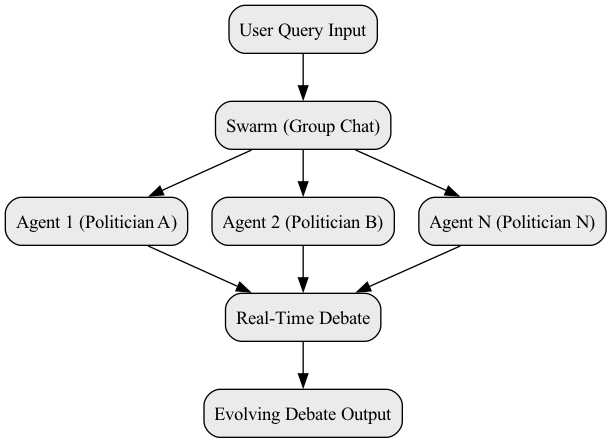 User Query Input
Swarm (Group Chat)
Agent 1 (Politician A)
Agent 2 (Politician B)
Agent N (Politician N)
Real-Time Debate
Evolving Debate Output